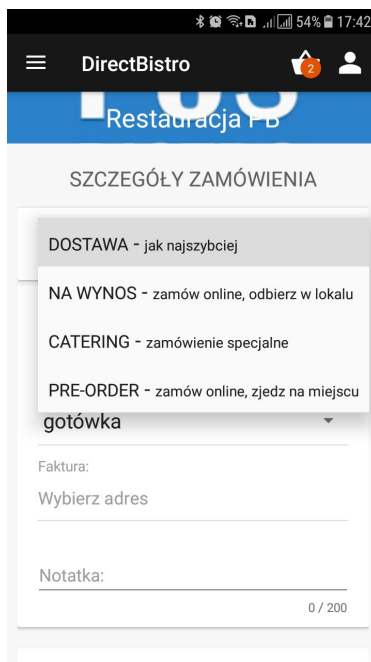 54% 17:42
DirectBistro
2
Restauracja PB
SZCZEGÓŁY ZAMÓWIENIA
DOSTAWA - jak najszybciej
NA WYNOS - zamów online, odbierz w lokalu
CATERING - zamówienie specjalne
PRE-ORDER - zamów online, zjedz na miejscu
gotówka
Faktura:
Wybierz adres
Notatka:
0 / 200